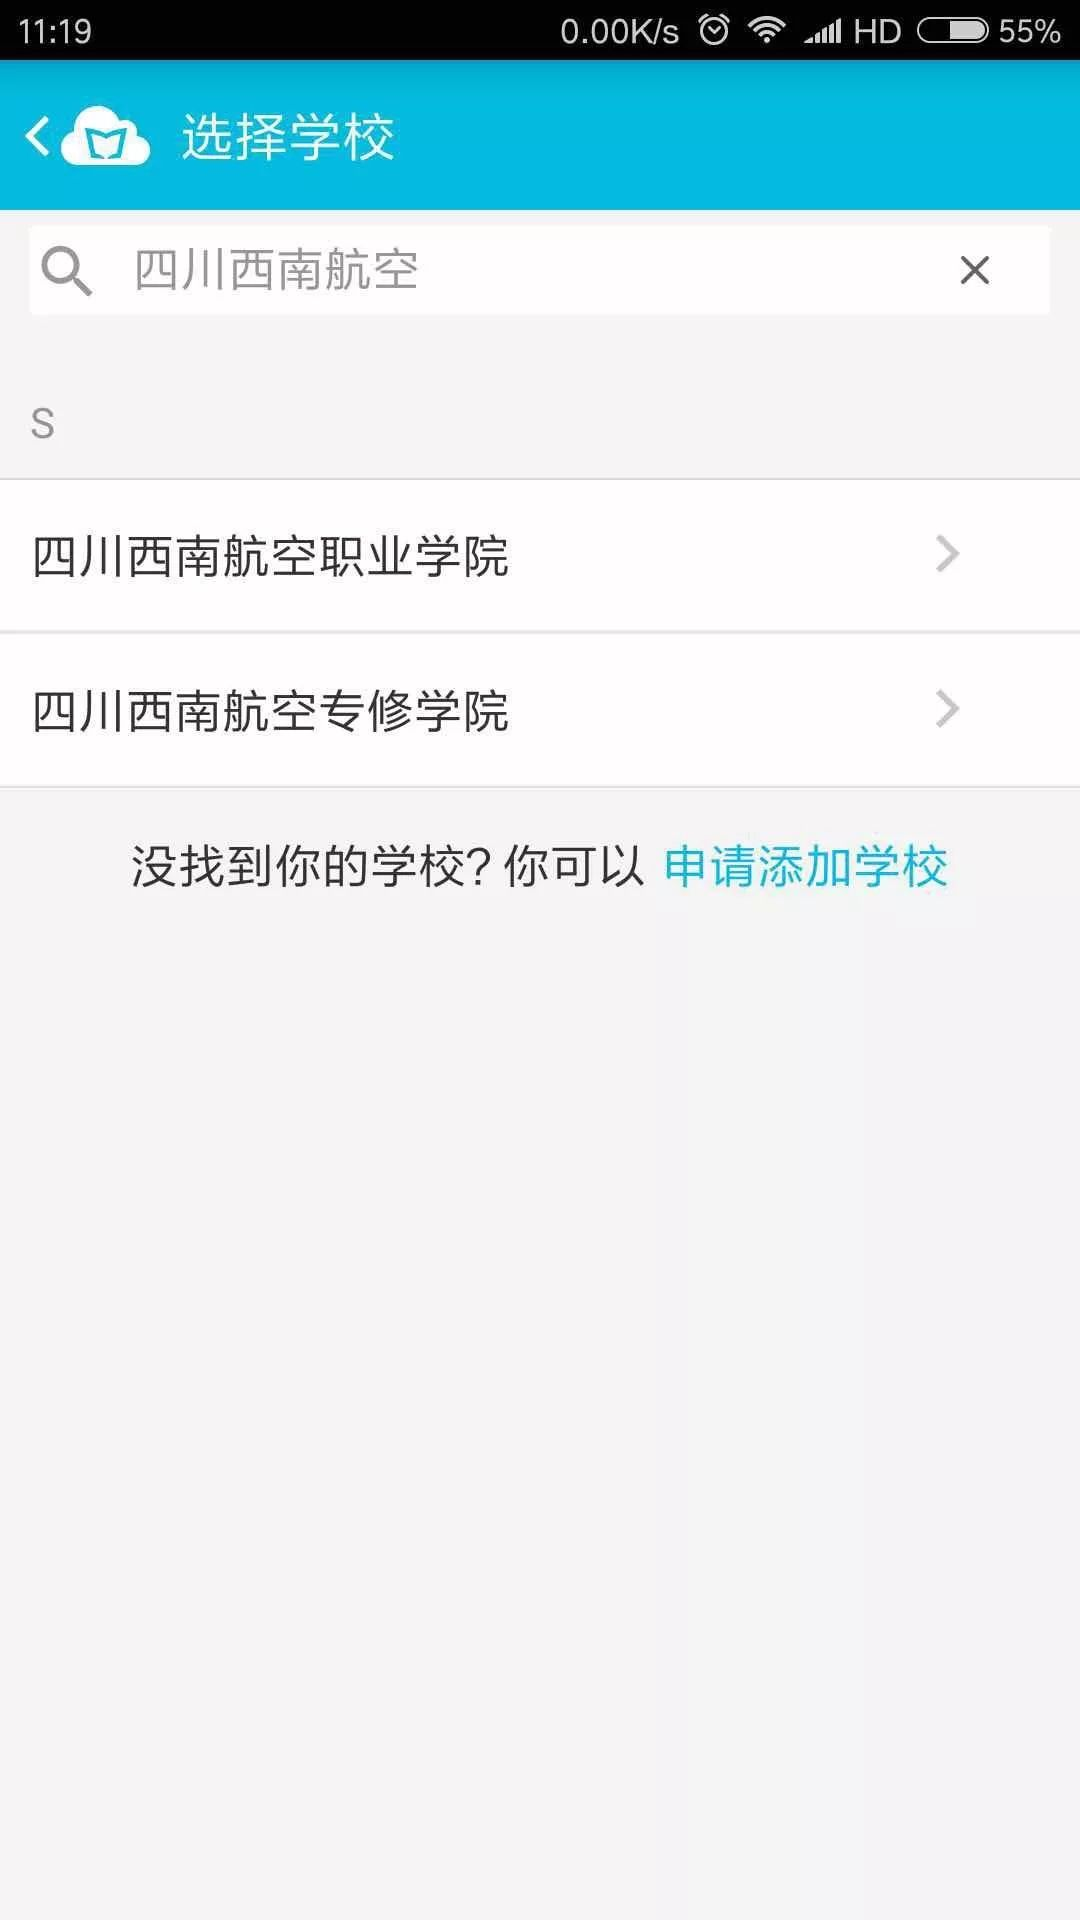 11:19 0.00K/s HD 55%
选择学校
四川西南航空
S
四川西南航空职业学院
四川西南航空专修学院
没找到你的学校?你可以 申请添加学校